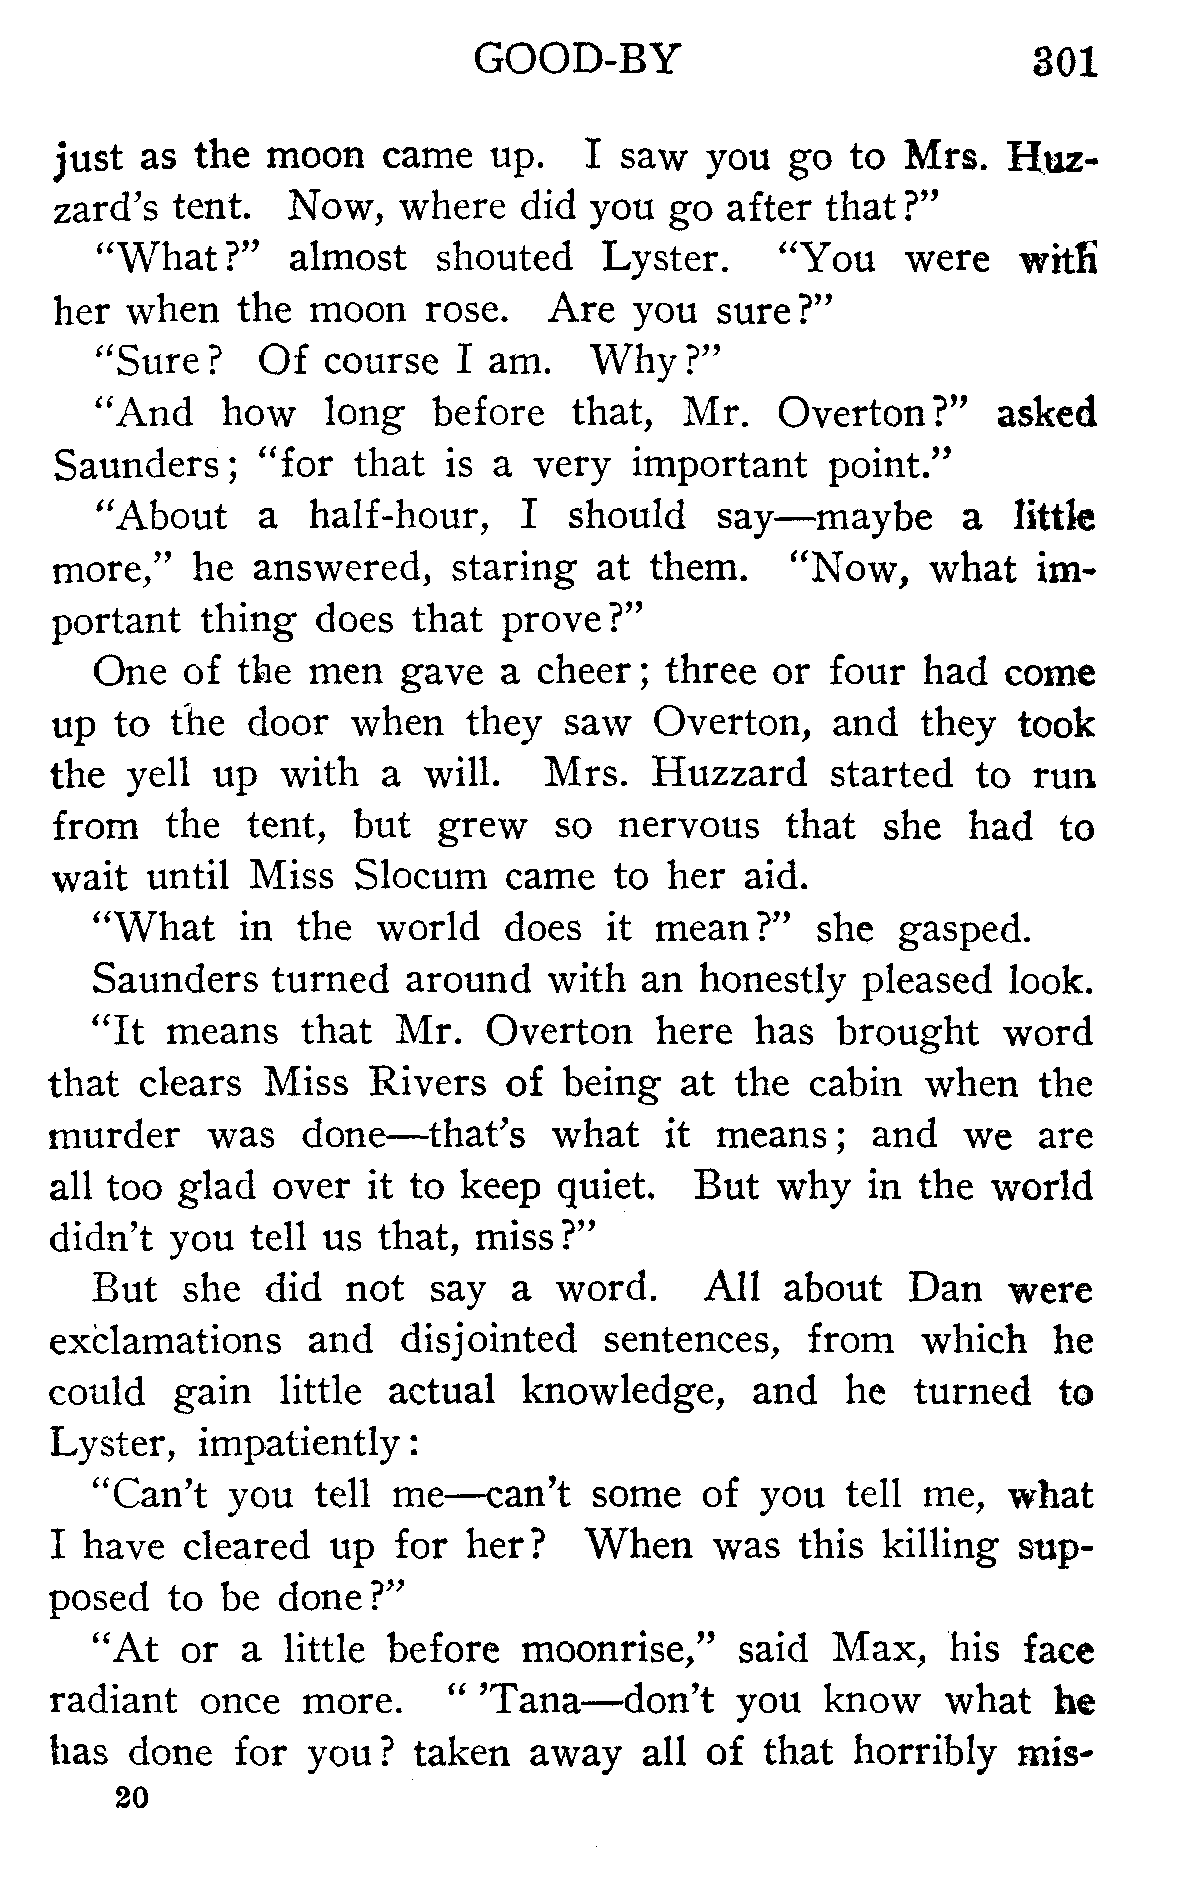 GOOD-BY 301
just as the moon came up. I saw you go to Mrs. Huz-
zard's tent. Now, where did you go after that?"
"What?" almost shouted Lyster. "You were with
her when the moon rose. Are you sure?"
"Sure? Of course I am. Why?"
"And how long before that, Mr. Overton?" asked
Saunders; "for that is a very important point."
"About a half-hour, I should say—maybe a little
more," he answered, staring at them. "Now, what im-
portant thing does that prove?"
One of the men gave a cheer; three or four had come
up to the door when they saw Overton, and they took
the yell up with a will. Mrs. Huzzard started to run
from the tent, but grew so nervous that she had to
wait until Miss Slocum came to her aid.
"What in the world does it mean?" she gasped.
Saunders turned around with an honestly pleased look.
"It means that Mr. Overton here has brought word
that clears Miss Rivers of being at the cabin when the
murder was done—that's what it means; and we are
all too glad over it to keep quiet. But why in the world
didn't you tell us that, miss?"
But she did not say a word. All about Dan were
exclamations and disjointed sentences, from which he
could gain little actual knowledge, and he turned to
Lyster, impatiently:
"Can't you tell me—can't some of you tell me, what
I have cleared up for her? When was this killing sup-
posed to be done?"
"At or a little before moonrise," said Max, his face
radiant once more. " 'Tana—don't you know what he
has done for you? taken away all of that horribly mis-
20